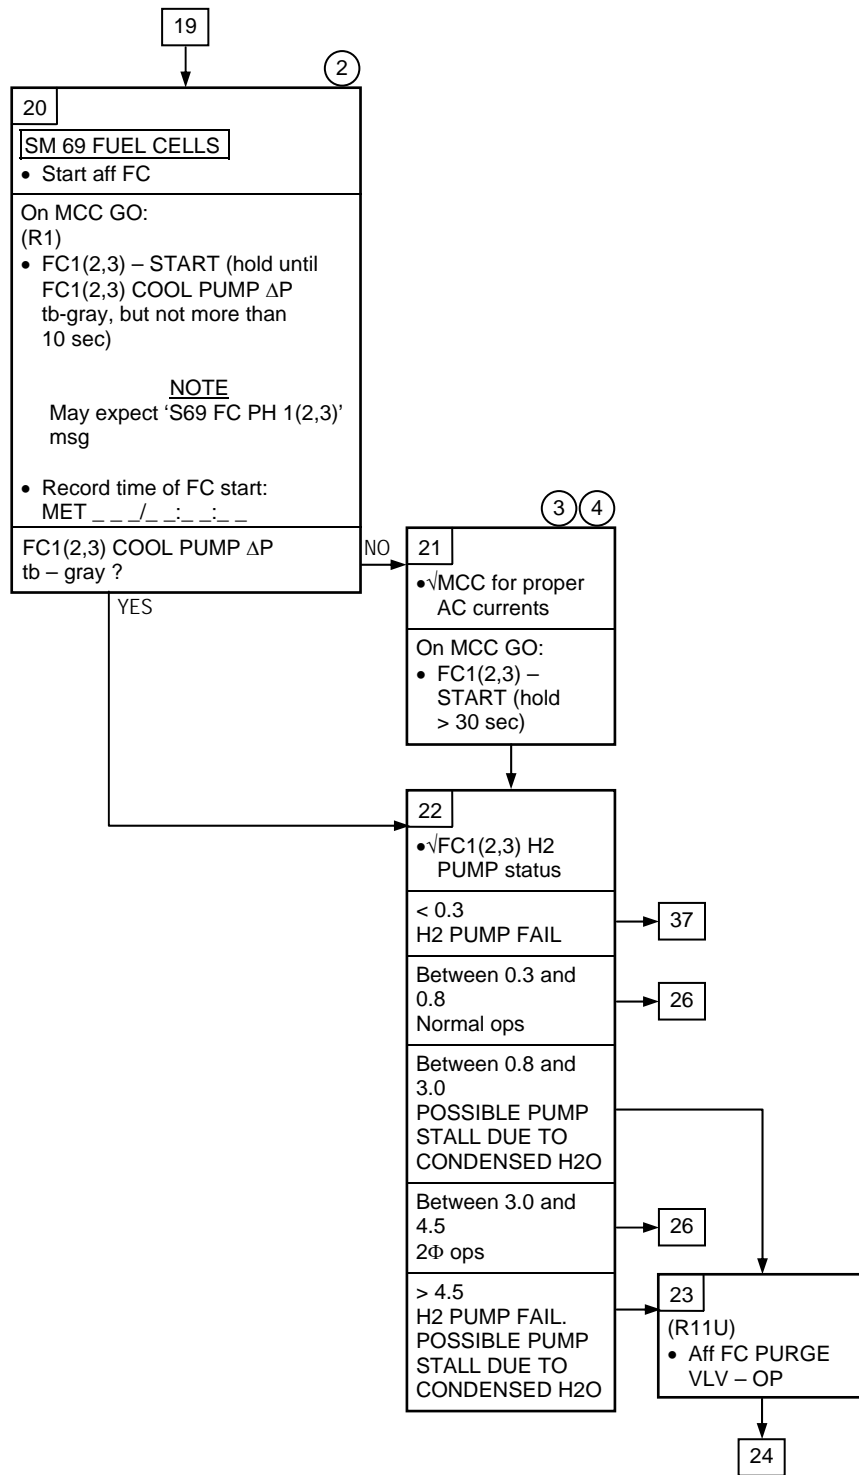 19
2
20
SM 69 FUEL CELLS
• Start aff FC
On MCC GO:
(R1)
• FC1(2,3) – START (hold until
FC1(2,3) COOL PUMP ΔP
tb-gray, but not more than
10 sec)
NOTE
May expect ‘S69 FC PH 1(2,3)’
msg
• Record time of FC start:
MET _ _ _/_ _:_ _:_ _
FC1(2,3) COOL PUMP ΔP
tb – gray ?
NO
YES
3 4
21
•√MCC for proper
AC currents
On MCC GO:
• FC1(2,3) –
START (hold
> 30 sec)
22
•√FC1(2,3) H2
PUMP status
< 0.3
H2 PUMP FAIL
37
Between 0.3 and
0.8
Normal ops
26
Between 0.8 and
3.0
POSSIBLE PUMP
STALL DUE TO
CONDENSED H2O
Between 3.0 and
4.5
2Φ ops
26
> 4.5
H2 PUMP FAIL.
POSSIBLE PUMP
STALL DUE TO
CONDENSED H2O
23
(R11U)
• Aff FC PURGE
VLV – OP
24